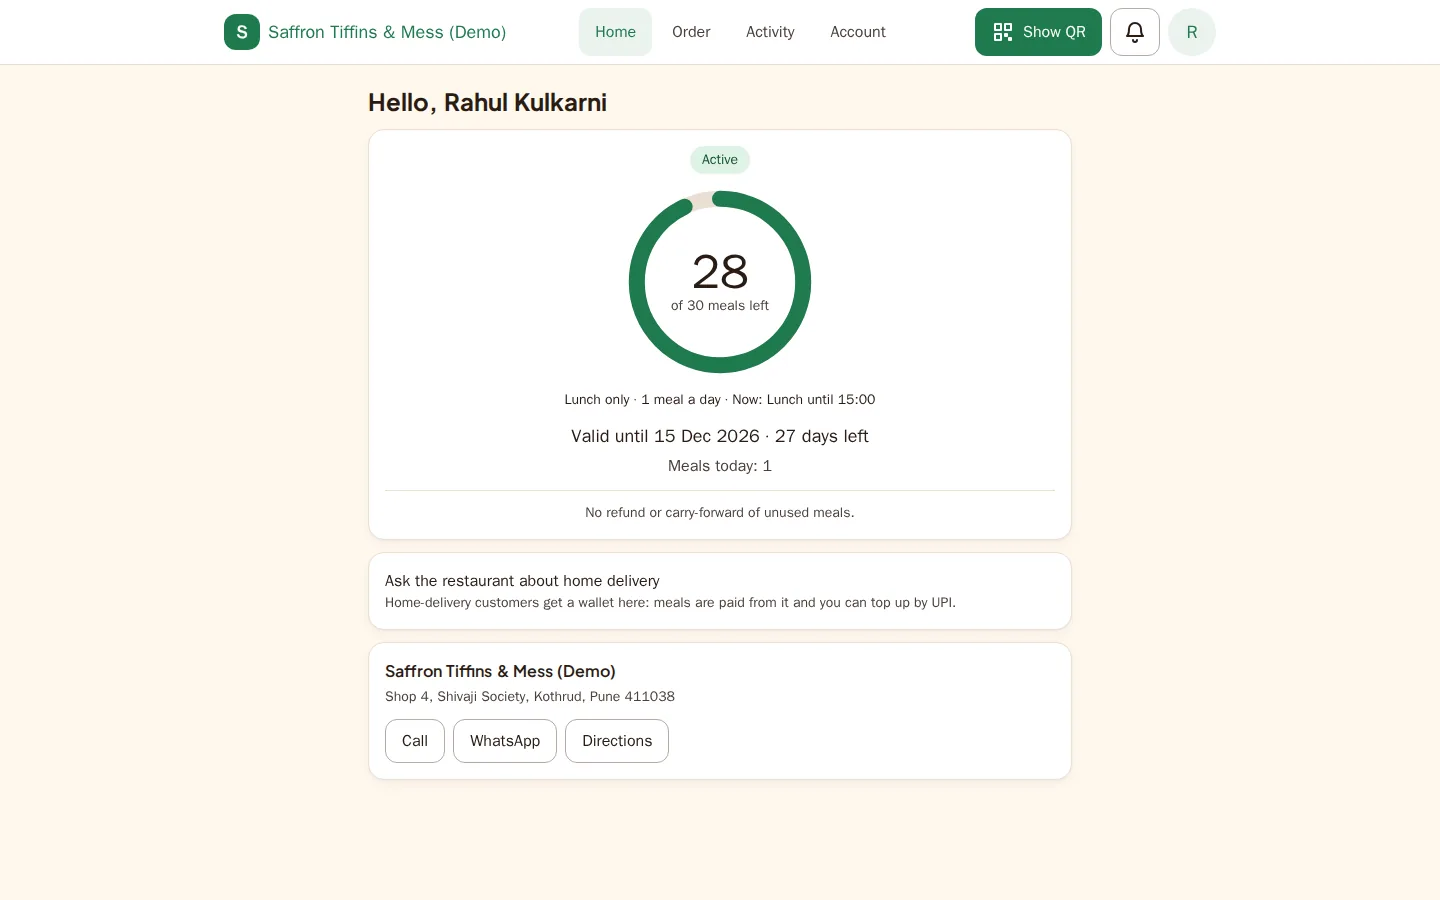 S Saffron Tiffins & Mess (Demo) Home Order Activity Account Show QR R
Hello, Rahul Kulkarni
Active
28
of 30 meals left
Lunch only · 1 meal a day · Now: Lunch until 15:00
Valid until 15 Dec 2026 · 27 days left
Meals today: 1
No refund or carry-forward of unused meals.
Ask the restaurant about home delivery
Home-delivery customers get a wallet here: meals are paid from it and you can top up by UPI.
Saffron Tiffins & Mess (Demo)
Shop 4, Shivaji Society, Kothrud, Pune 411038
Call WhatsApp Directions